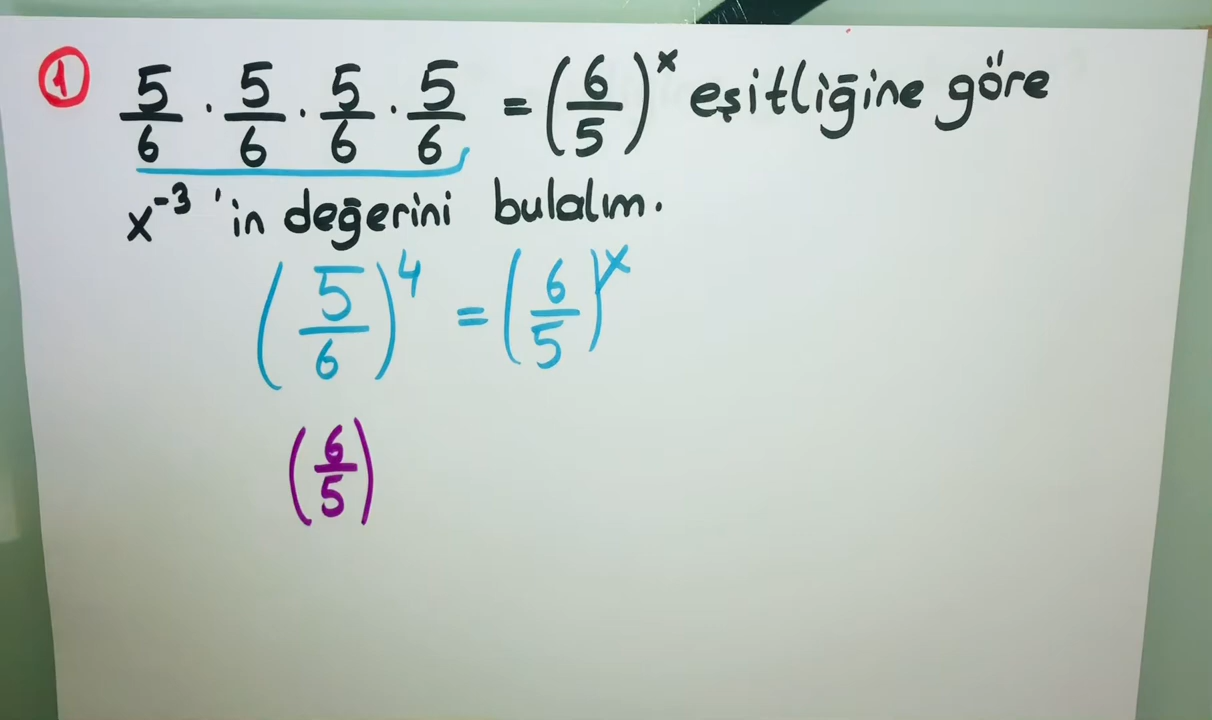 1 5/6 · 5/6 · 5/6 · 5/6 = (6/5)^x eşitliğine göre
x^-3 'in değerini bulalım.
(5/6)^4 = (6/5)^x
(6/5)